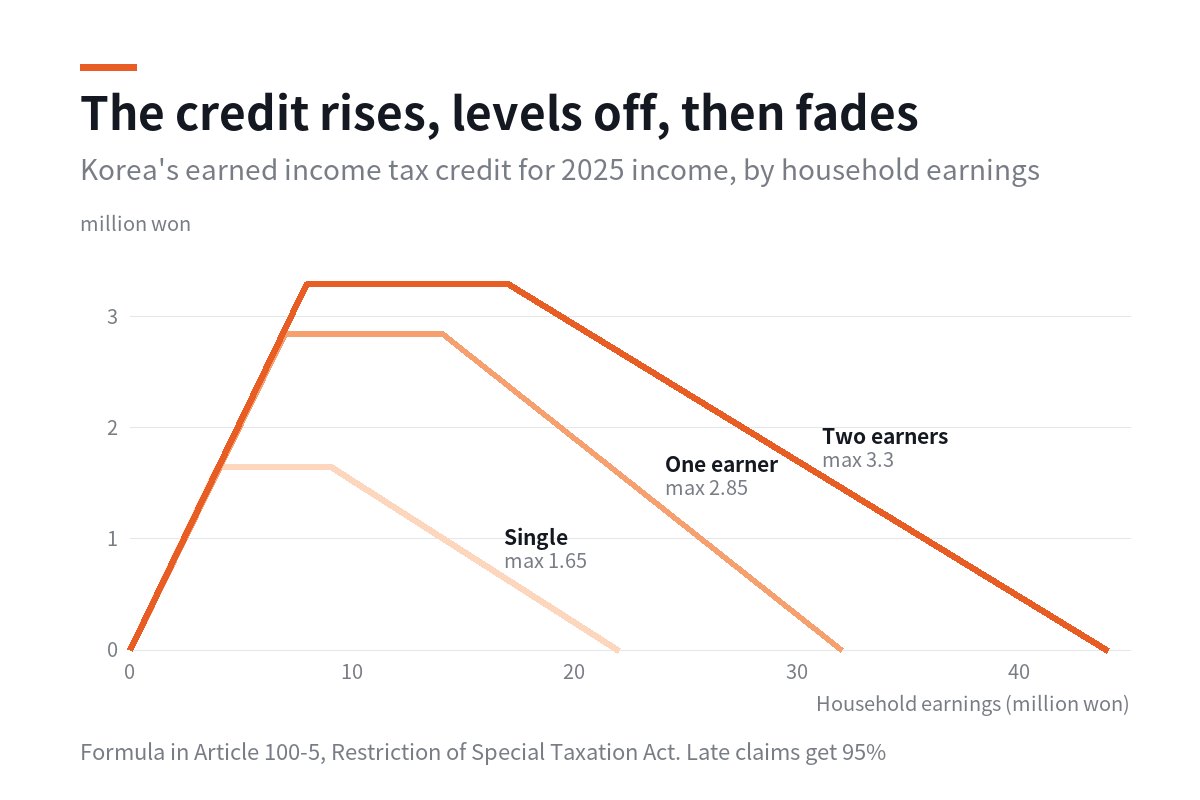 The credit rises, levels off, then fades
Korea's earned income tax credit for 2025 income, by household earnings
million won
3
2
1
0
Two earners
max 3.3
One earner
max 2.85
Single
max 1.65
0 10 20 30 40
Household earnings (million won)
Formula in Article 100-5, Restriction of Special Taxation Act. Late claims get 95%